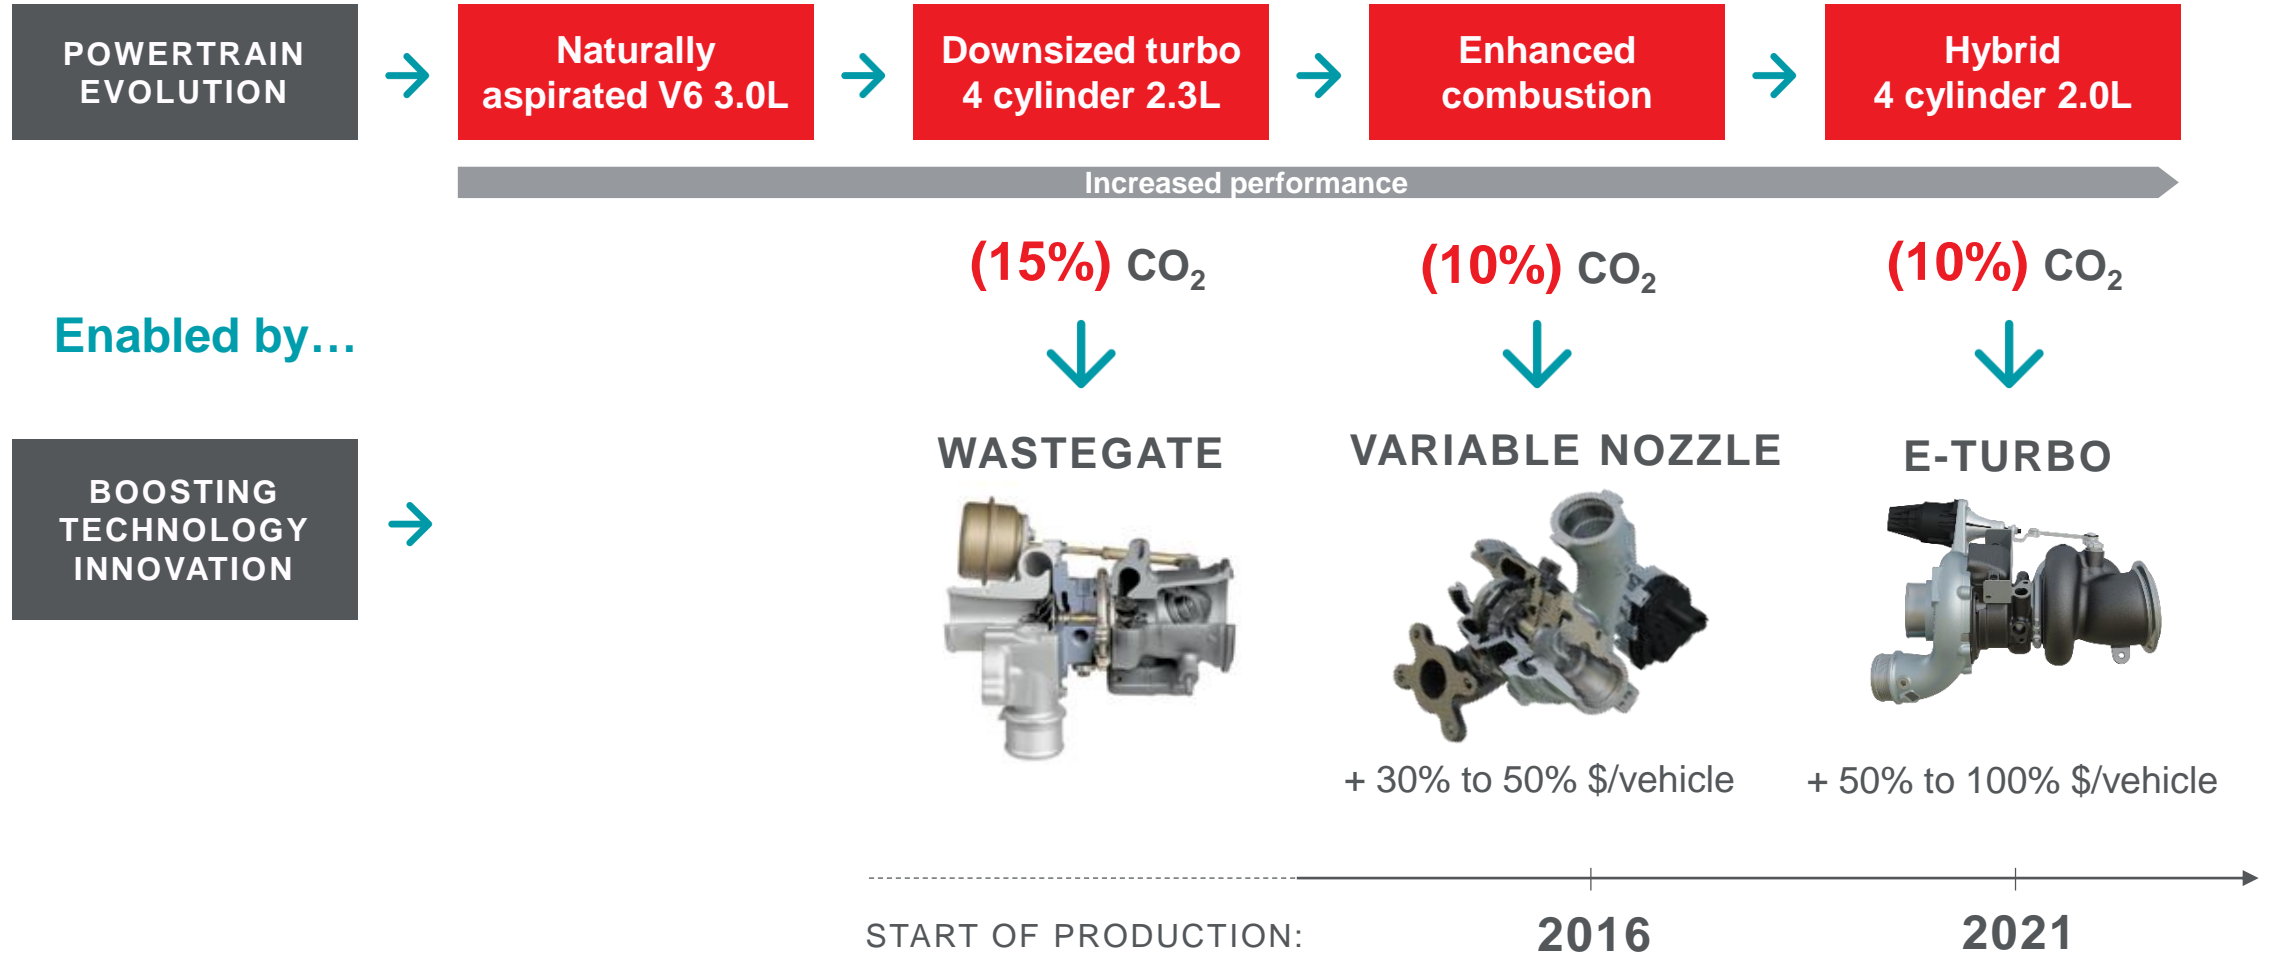 POWERTRAIN
EVOLUTION
Naturally
aspirated V6 3.0L
Downsized turbo
4 cylinder 2.3L
Enhanced
combustion
Hybrid
4 cylinder 2.0L
Increased performance
(15%) CO₂
(10%) CO₂
(10%) CO₂
Enabled by…
BOOSTING
TECHNOLOGY
INNOVATION
WASTEGATE
VARIABLE NOZZLE
E-TURBO
+ 30% to 50% $/vehicle
+ 50% to 100% $/vehicle
START OF PRODUCTION:
2016
2021